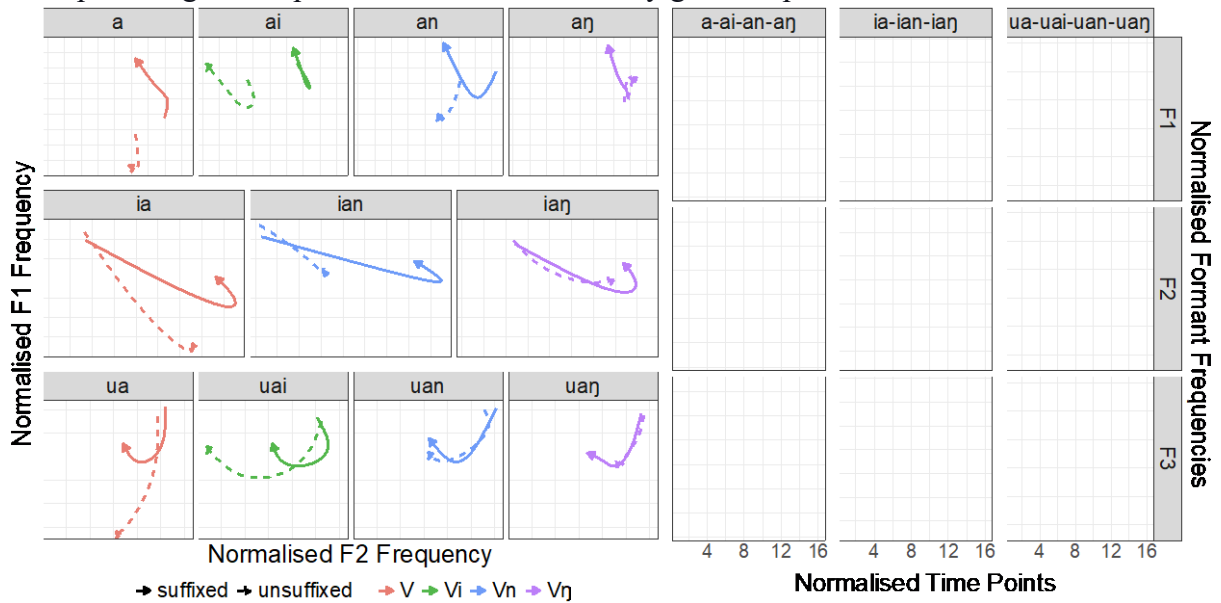 a ai an aŋ a-ai-an-aŋ ia-ian-iaŋ ua-uai-uan-uaŋ
F1
ia ian iaŋ
F2
ua uai uan uaŋ
F3
Normalised F1 Frequency
Normalised Formant Frequencies
4 8 12 16 4 8 12 16 4 8 12 16
Normalised F2 Frequency
Normalised Time Points
suffixed unsuffixed V Vi Vn Vŋ